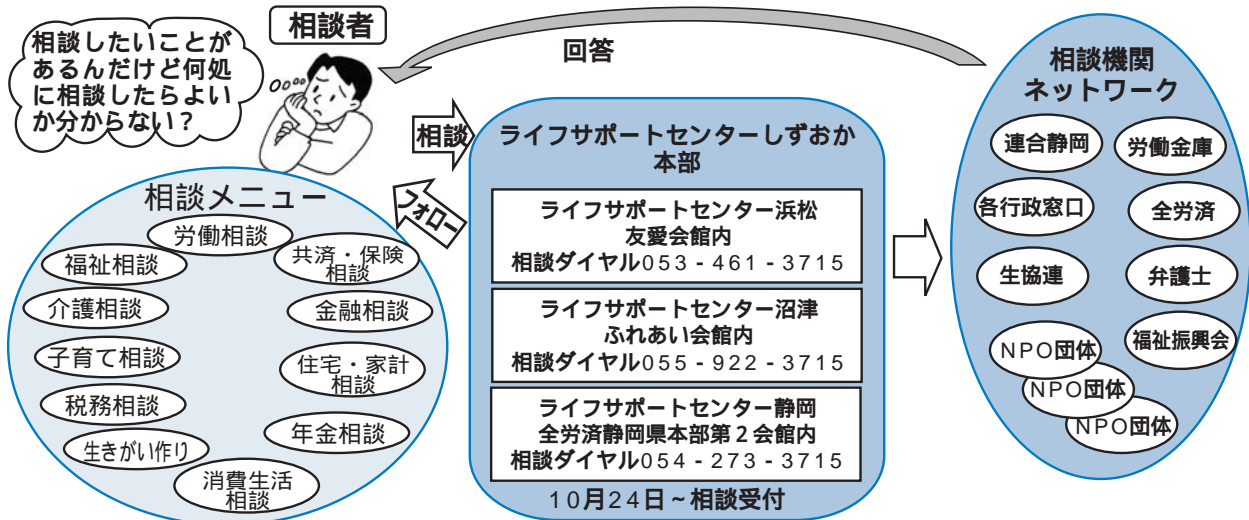 相談者
相談したいことが
あるんだけど何処
に相談したらよい
か分からない？
回答
相談
フォロー
相談メニュー
労働相談
福祉相談
共済・保険
相談
介護相談
金融相談
子育て相談
住宅・家計
相談
税務相談
年金相談
生きがい作り
消費生活
相談
ライフサポートセンターしずおか
本部
ライフサポートセンター浜松
友愛会館内
相談ダイヤル053-461-3715
ライフサポートセンター沼津
ふれあい会館内
相談ダイヤル055-922-3715
ライフサポートセンター静岡
全労済静岡県本部第２会館内
相談ダイヤル054-273-3715
10月24日～相談受付
相談機関
ネットワーク
連合静岡
労働金庫
各行政窓口
全労済
生協連
弁護士
福祉振興会
NPO団体
NPO団体
NPO団体